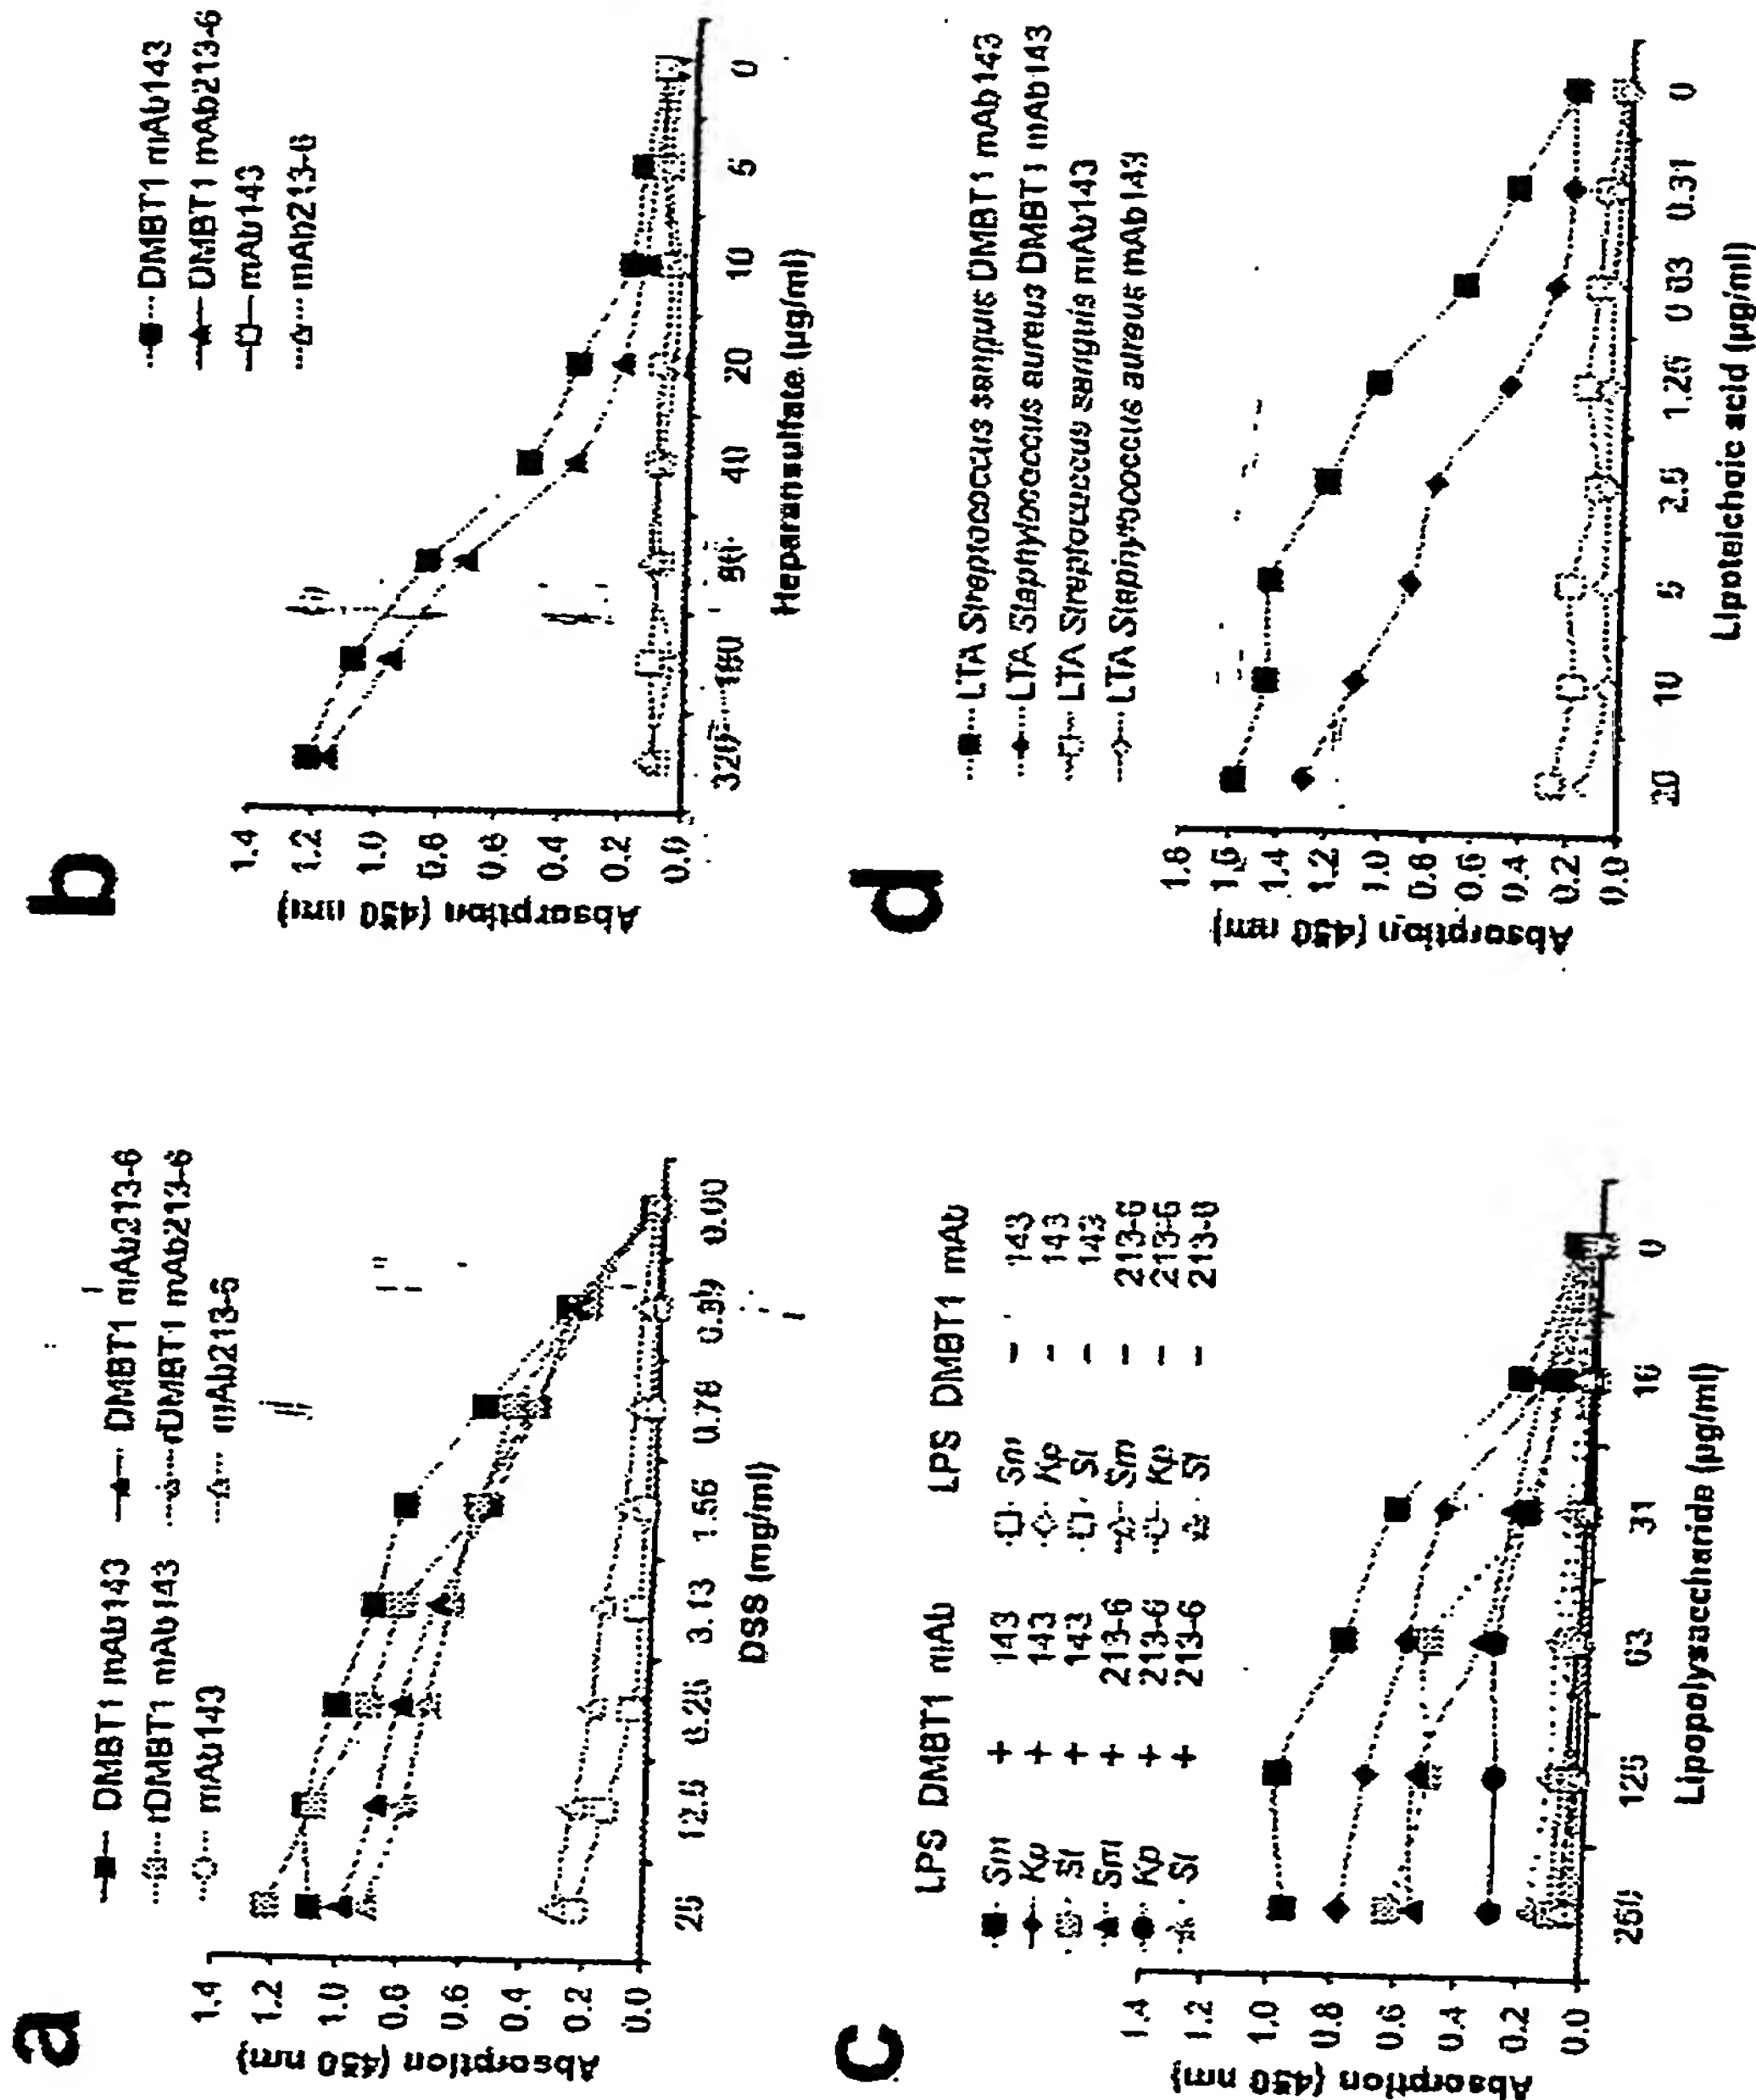 a
DMBT1 mAb143
DMBT1 mAb213-6
rDMBT1 mAb143
rDMBT1 mAb213-6
mAb143
mAb213-6
Absorption (450 nm)
1.4
1.2
1.0
0.8
0.6
0.4
0.2
0.0
25 12.5 6.25 3.13 1.56 0.78 0.39 0.00
DSS (mg/ml)
b
DMBT1 mAb143
DMBT1 mAb213-6
mAb143
mAb213-6
Absorption (450 nm)
1.4
1.2
1.0
0.8
0.6
0.4
0.2
0.0
320 160 80 40 20 10 5 0
Heparansulfate (µg/ml)
c
LPS DMBT1 mAb LPS DMBT1 mAb
Sm + 143 Sm – 143
Kp + 143 Kp – 143
St + 143 St – 143
Sm + 213-6 Sm – 213-6
Kp + 213-6 Kp – 213-6
St + 213-6 St – 213-6
Absorption (450 nm)
1.4
1.2
1.0
0.8
0.6
0.4
0.2
0.0
250 125 63 31 16 0
Lipopolysaccharide (µg/ml)
d
LTA Streptococcus sanguis DMBT1 mAb143
LTA Staphylococcus aureus DMBT1 mAb143
LTA Streptococcus sanguis mAb143
LTA Staphylococcus aureus mAb143
Absorption (450 nm)
1.8
1.6
1.4
1.2
1.0
0.8
0.6
0.4
0.2
0.0
20 10 5 2.5 1.25 0.63 0.31 0
Lipoteichoic acid (µg/ml)